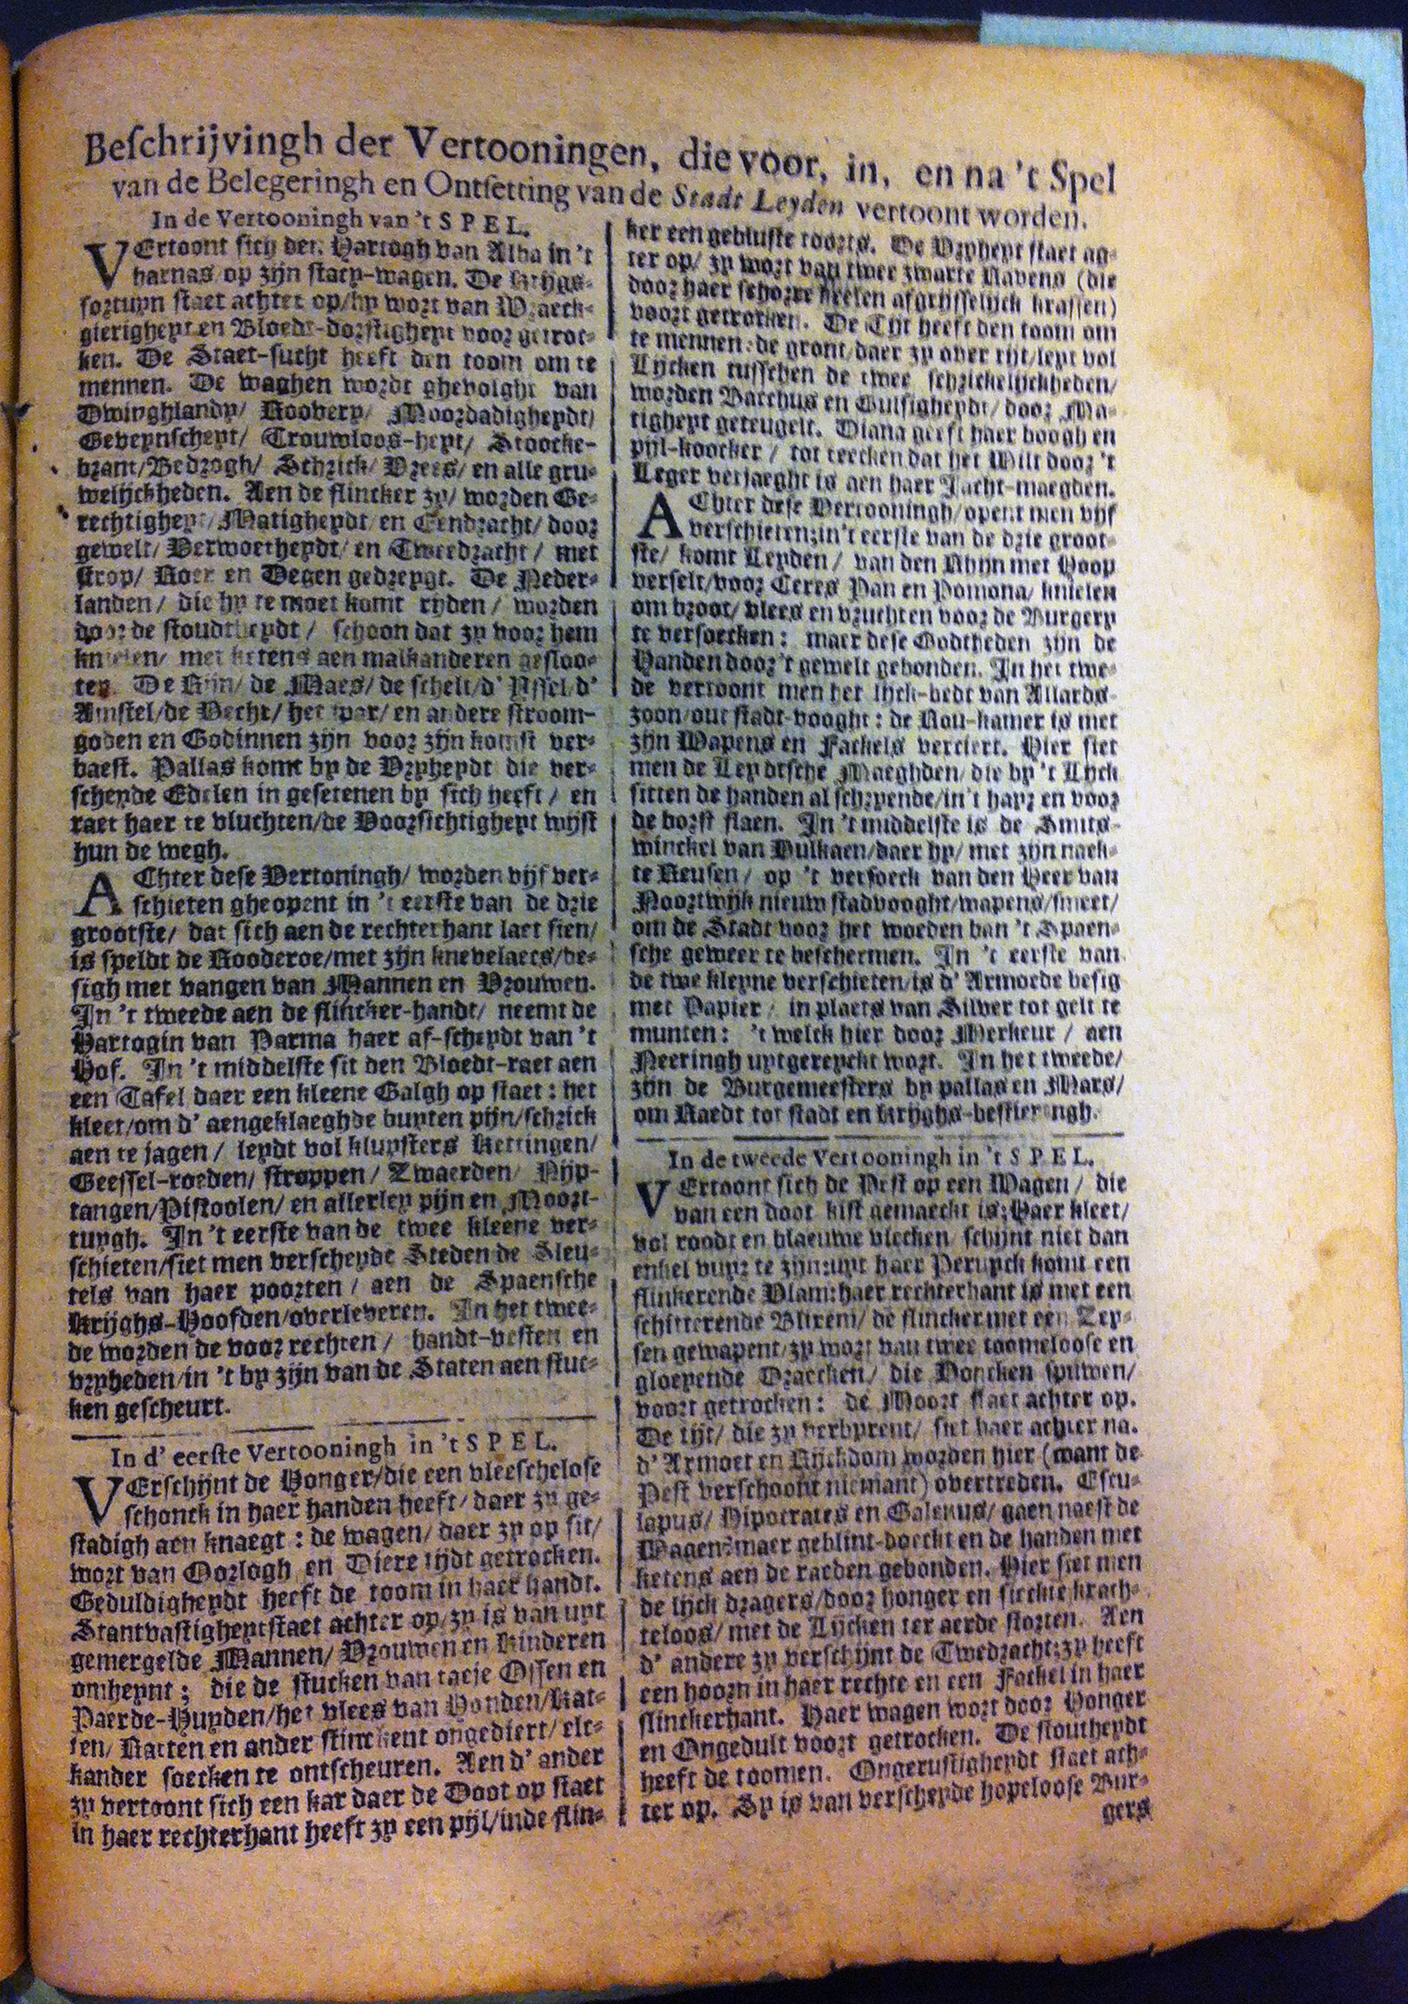 Beſchrijvingh der Vertooningen, die voor, in, en na 't Spel
van de Belegeringh en Ontſetting van de Stadt Leyden vertoont worden.
In de Vertooningh van 't SPEL.
VErtoont ſich den Hartogh van Alba in 't
harnas op zijn ſtacy-wagen. De Krijgs-
fortuyn ſtaet achter op/hy wort van Wraeck-
gierigheyt en Bloedt-dorſtigheyt voor getroc-
ken. De Staet-ſucht heeft den toom om te
mennen. De waghen wordt ghevolght van
Dwinghlandy/ Roovery/ Moordadigheydt/
Geveynſcheyt/ Trouwloos-heyt/ Stoocke-
brant/Bedrogh/ Schrick/ Vrees/ en alle gru-
welijckheden. Aen de ſlincker zy/ worden Ge-
rechtigheyt/ Matigheydt/ en Eendracht/ door
gewelt/ Verwoetheydt/ en Tweedracht/ met
ſtrop/ Roer en Degen gedreygt. De Neder-
landen/ die hy te moet komt ryden/ worden
door de ſtoudtheydt/ ſchoon dat zy voor hem
knielen/ met ketens aen malkanderen geſloo-
ten. De Rijn/ de Maes/ de ſchelt/d' Yſſel/d'
Amſtel/de Vecht/ het Spar/ en andere ſtroom-
goden en Godinnen zijn voor zijn komſt ver-
baeſt. Pallas komt by de Vryheydt die ver-
ſcheyde Edelen in geſetenen by ſich heeft/ en
raet haer te vluchten/de Voorſichtigheyt wijſt
hun de wegh.
AChter deſe Vertoningh/ worden vijf ver-
ſchieten gheopent in 't eerſte van de drie
grootſte/ dat ſich aen de rechterhant laet ſien/
is ſpeldt de Rooderoe/met zijn knevelaers/be-
ſigh met vangen van Mannen en Vrouwen.
In 't tweede aen de ſlincker-handt/ neemt de
Hartogin van Parma haer af-ſcheydt van 't
Hof. In 't middelſte ſit den Bloedt-raet aen
een Tafel daer een kleene Galgh op ſtaet: het
kleet/om d' aengeklaeghde buyten pijn/ſchrick
aen te jagen/ leydt vol kluyſters Kettingen/
Geeſſel-roeden/ ſtroppen/ Zwaerden/ Nijp-
tangen/Piſtoolen/ en allerley pijn en Moort-
tuygh. In 't eerſte van de twee kleene ver-
ſchieten/ſiet men verſcheyde Steden de Sleu-
tels van haer poorten/ aen de Spaenſche
Krijghs-Hoofden/overleveren. In het twee-
de worden de voor rechten/ handt-veſten en
vryheden/in 't by zijn van de Staten aen ſtuc-
ken geſcheurt.
In d' eerſte Vertooningh in 't SPEL.
VErſchijnt de Honger/die een vleeſcheloſe
ſchonck in haer handen heeft/ daer zy ge-
ſtadigh aen knaegt: de wagen/ daer zy op ſit/
wort van Oorlogh en Diere tijdt getrocken.
Geduldigheydt heeft de toom in haer handt.
Stantvaſtigheyt ſtaet achter op/ zy is van uyt
gemergelde Mannen/ Vrouwen en Kinderen
omheynt; die de ſtucken van taeje Oſſen en
Paerde-Huyden/het vlees van Honden/Kat-
ten/ Ratten en ander ſtinckent ongediert/ elc-
kander ſoecken te ontſcheuren. Aen d' ander
zy vertoont ſich een kar daer de Doot op ſtaet
in haer rechterhant heeft zy een pijl/inde ſlin-
ker een gebluſte toorts. De Vryheyt ſtaet ag-
ter op/ zy wort van twee zwarte Ravens (die
door haer ſchorre keelen afgrijſſelijck kraſſen)
voort getrocken. De Tijt heeft den toom om
te mennen: de gront/daer zy over rijt/leyt vol
Lijcken tuſſchen de twee ſchrickelijckheden/
worden Bacchus en Gulſigheydt/ door Ma-
tigheyt geteugelt. Diana geeft haer boogh en
pijl-koocker/ tot teecken dat het Wilt door 't
Leger verjaeght is aen haer Jacht-maegden.
AChter deſe Vertooningh/opent men vijf
verſchieten: in 't eerſte van de drie groot-
ſte/ komt Leyden/ van den Rhijn met Hoop
verſelt/voor Ceres Pan en Pomona/ knielen
om broot/ vlees en vruchten voor de Burgery
te verſoecken: maer deſe Godtheden zijn de
Handen door 't gewelt gebonden. In het twe-
de vertoont men het lijck-bedt van Allards-
zoon/out ſtadt-vooght: de Rou-kamer is met
zijn Wapens en Fackels verciert. Hier ſiet
men de Leydtſche Maeghden/die by 't Lijck
ſitten de handen al ſchryende/in 't hayr en voor
de borſt ſlaen. In 't middelſte is de Smits-
winckel van Vulkaen/daer hy/ met zijn naek-
te Reuſen/ op 't verſoeck van den Heer van
Noortwijk nieuw ſtadvooght/wapens/ſmeet/
om de Stadt voor het woeden van 't Spaen-
ſche geweer te beſchermen. In 't eerſte van
de twe kleyne verſchieten/is d' Armoede beſig
met Papier/ in plaets van Silver tot gelt te
munten: 't welck hier door Merkeur/ aen
Neeringh uytgereyckt wort. In het tweede/
zijn de Burgemeeſters by pallas en Mars/
om Raedt tot ſtadt en krijghs-beſtieringh.
In de tweede Vertooningh in 't SPEL.
VErtoont ſich de Peſt op een Wagen/ die
van een doot kiſt gemaeckt is: Haer kleet/
vol roodt en blaeuwe vlecken/ ſchijnt niet dan
enkel vuyr te zijn: uyt haer Peruyck komt een
flinkerende Vlam: haer rechterhant is met een
ſchitterende Blixem/ de ſlincker met een Zey-
ſen gewapent/ zy wort van twee toomelooſe en
gloeyende Draecken/ die Voncken ſpuwen/
voort getrocken: de Moort ſtaet achter op.
De tijt/ die zy verbyrent/ ſiet haer achter na.
d' Armoet en Rijckdom worden hier (want de
Peſt verſchoont niemant) overtreden. Eſcu-
lapus/ Hipocrates en Galenus/ gaen naeſt de
Wagen: maer geblint-doeckt en de handen met
ketens aen de raeden gebonden. Hier ſiet men
de lijck dragers/door honger en ſieckte krach-
teloos/ met de Lijcken ter aerde ſtorten. Aen
d' andere zy verſchijnt de Twedracht: zy heeft
een hoorn in haer rechte en een Fackel in haer
ſlinckerhant. Haer wagen wort door Honger
en Ongedult voort getrocken. De ſtoutheydt
heeft de toomen. Ongeruſtigheydt ſtaet ach-
ter op. Sy is van verſcheyde hopelooſe Bur-
gers